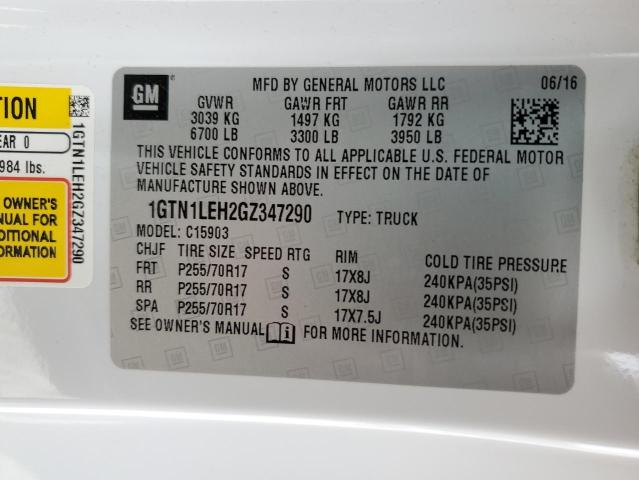 GM
MFD BY GENERAL MOTORS LLC 06/16
GVWR GAWR FRT GAWR RR
3039 KG 1497 KG 1792 KG
6700 LB 3300 LB 3950 LB
THIS VEHICLE CONFORMS TO ALL APPLICABLE U.S. FEDERAL MOTOR
VEHICLE SAFETY STANDARDS IN EFFECT ON THE DATE OF
MANUFACTURE SHOWN ABOVE.
1GTN1LEH2GZ347290 TYPE: TRUCK
MODEL: C15903
CHJF TIRE SIZE SPEED RTG RIM COLD TIRE PRESSURE
FRT P255/70R17 S 17X8J 240KPA(35PSI)
RR P255/70R17 S 17X8J 240KPA(35PSI)
SPA P255/70R17 S 17X7.5J 240KPA(35PSI)
SEE OWNER'S MANUAL i FOR MORE INFORMATION.
EAR 0
984 lbs.
OWNER'S
FOR
1GTN1LEH2GZ347290